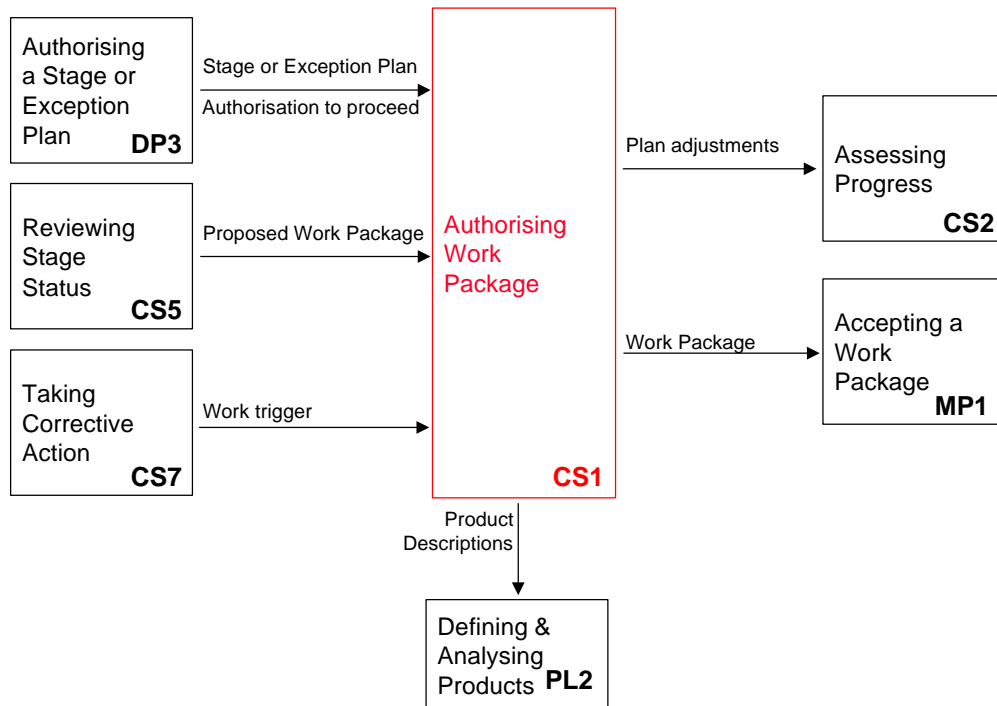 Authorising
a Stage or
Exception
Plan
DP3
Stage or Exception Plan
Authorisation to proceed
Reviewing
Stage
Status
CS5
Proposed Work Package
Taking
Corrective
Action
CS7
Work trigger
Authorising
Work
Package
CS1
Plan adjustments
Assessing
Progress
CS2
Work Package
Accepting a
Work
Package
MP1
Product
Descriptions
Defining &
Analysing
Products PL2